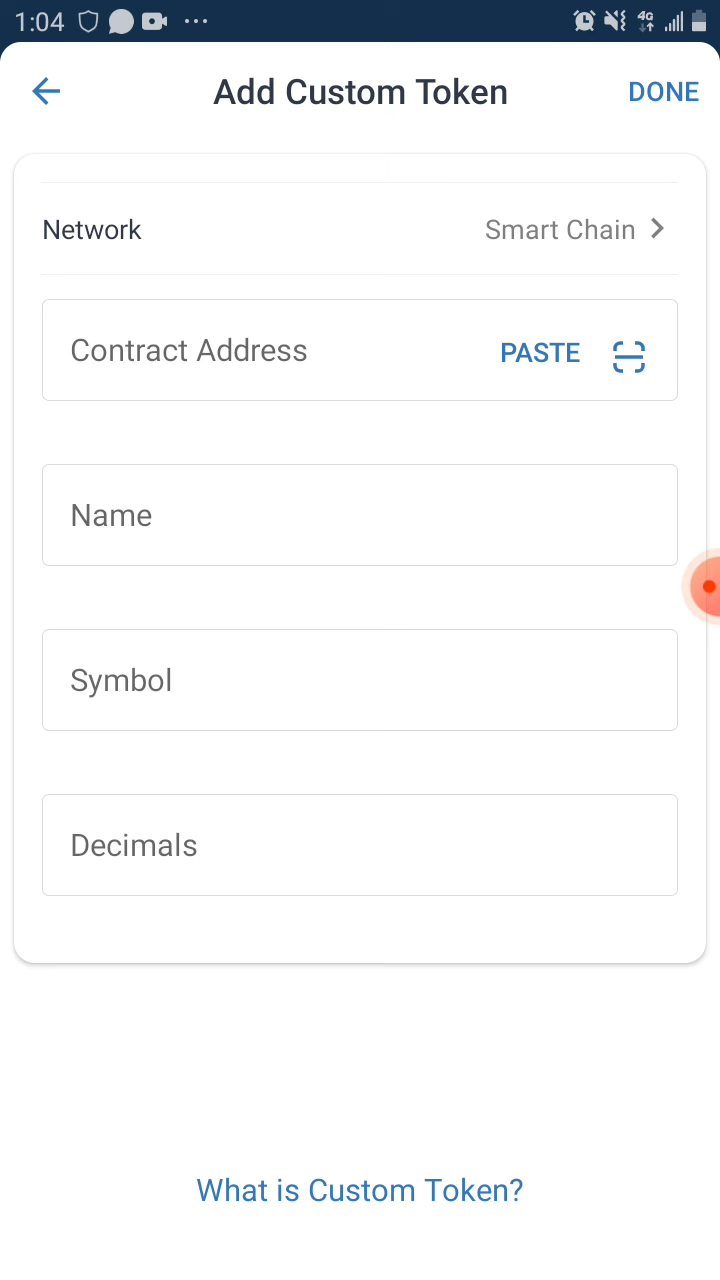 1:04
4G
Add Custom Token
DONE
Network
Smart Chain
Contract Address
PASTE
Name
Symbol
Decimals
What is Custom Token?